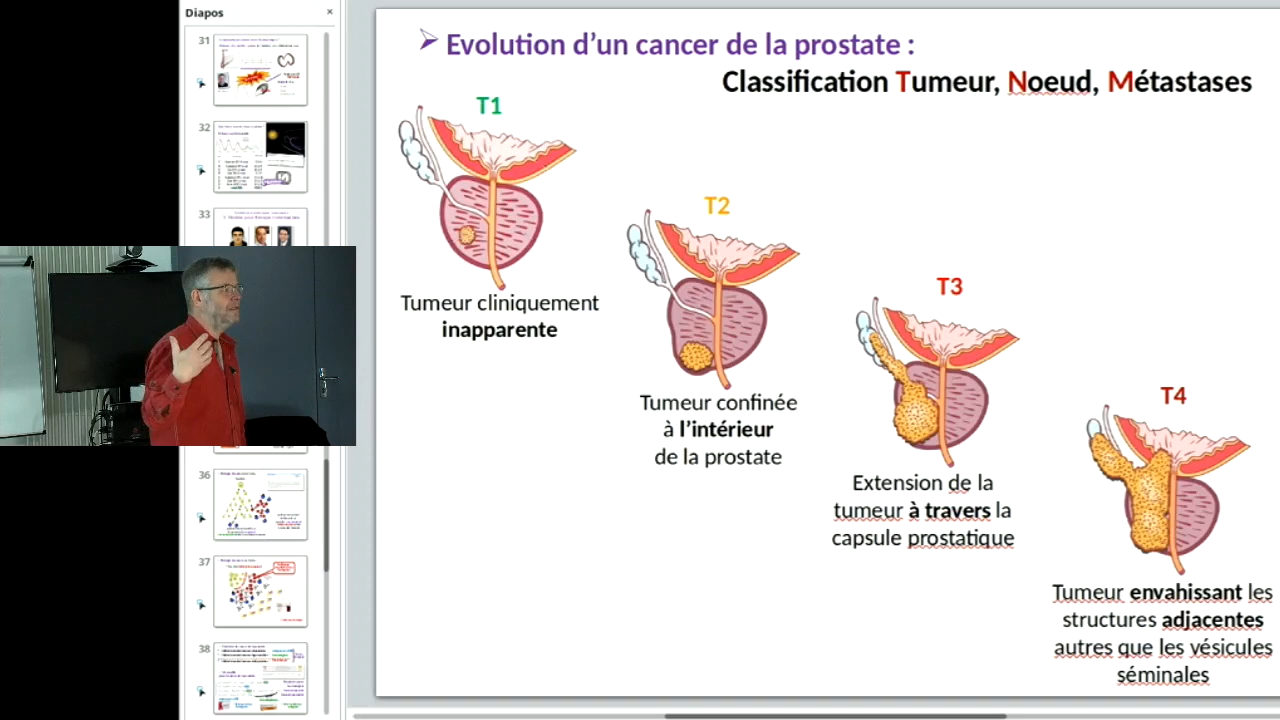 Diapos
×
31
32
33
36
37
38
➢ Evolution d’un cancer de la prostate :
Classification Tumeur, Noeud, Métastases
T1
Tumeur cliniquement
inapparente
T2
Tumeur confinée
à l’intérieur
de la prostate
T3
Extension de la
tumeur à travers la
capsule prostatique
T4
Tumeur envahissant les
structures adjacentes
autres que les vésicules
séminales